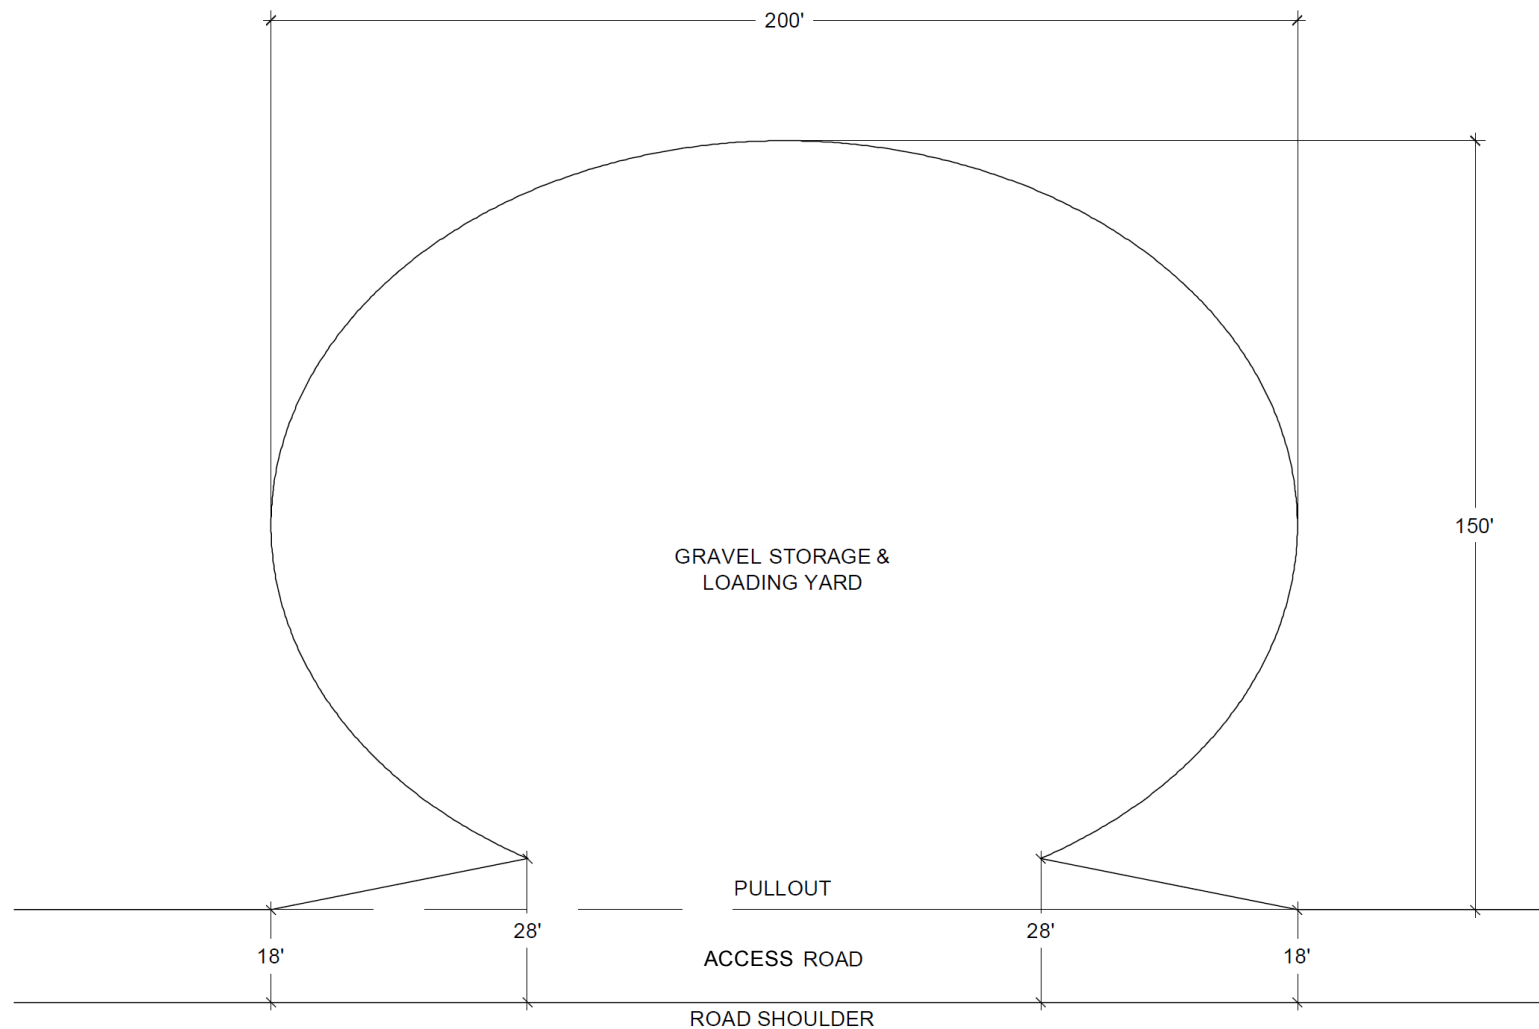 200'
150'
GRAVEL STORAGE &
LOADING YARD
PULLOUT
28'
28'
18'
ACCESS ROAD
18'
ROAD SHOULDER